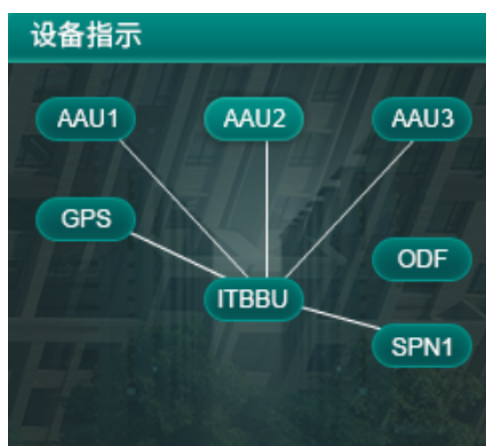 设备指示
AAU1
AAU2
AAU3
GPS
ODF
ITBBU
SPN1